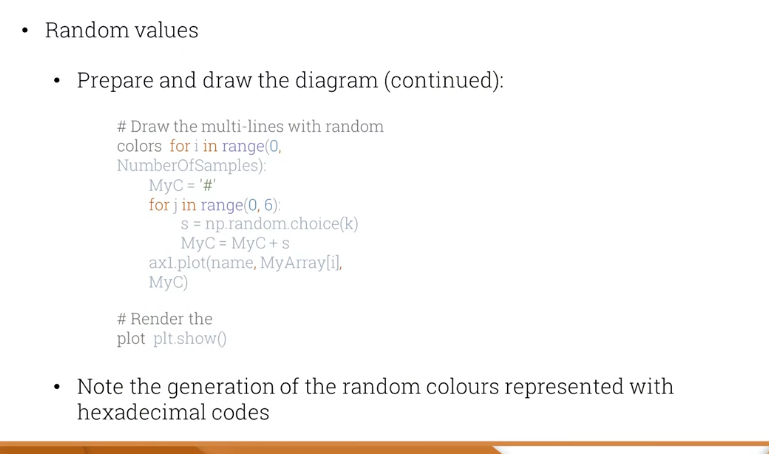 • Random values
• Prepare and draw the diagram (continued):
# Draw the multi-lines with random
colors for i in range(0,
NumberOfSamples):
MyC = '#'
for j in range(0, 6):
s = np.random.choice(k)
MyC = MyC + s
ax1.plot(name, MyArray[i],
MyC)
# Render the
plot plt.show()
• Note the generation of the random colours represented with
hexadecimal codes